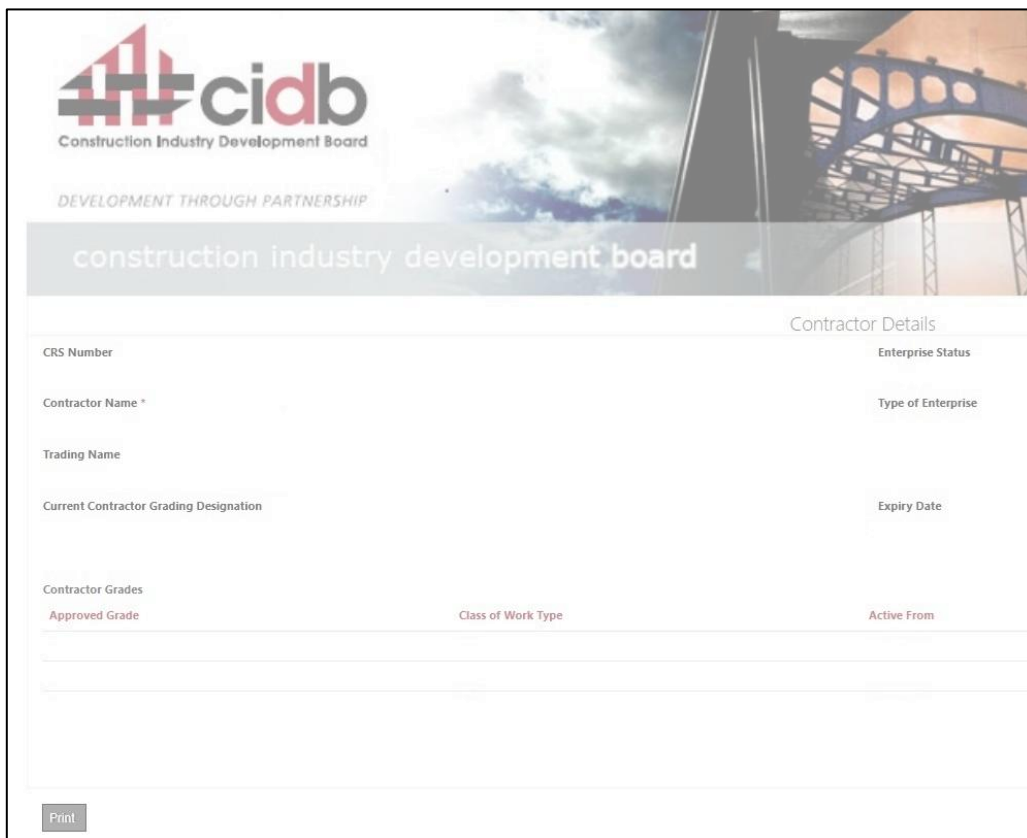 cidb
Construction Industry Development Board
DEVELOPMENT THROUGH PARTNERSHIP
construction industry development board
Contractor Details
CRS Number
Enterprise Status
Contractor Name *
Type of Enterprise
Trading Name
Current Contractor Grading Designation
Expiry Date
Contractor Grades
Approved Grade Class of Work Type Active From
Print